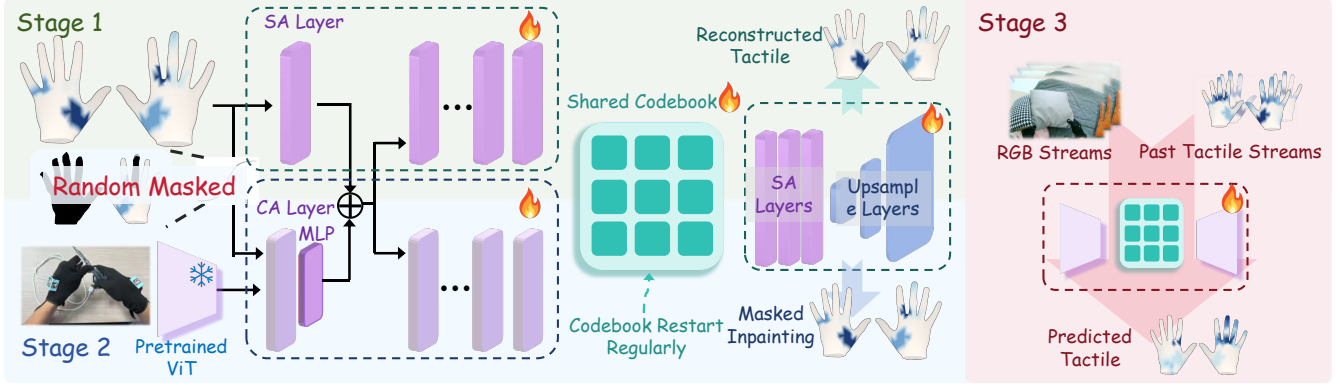 Stage 1
SA Layer
Random Masked
CA Layer
MLP
Stage 2
Pretrained
ViT
Shared Codebook
Codebook Restart
Regularly
Reconstructed
Tactile
SA
Layers
Upsampl
e Layers
Masked
Inpainting
Stage 3
RGB Streams
Past Tactile Streams
Predicted
Tactile